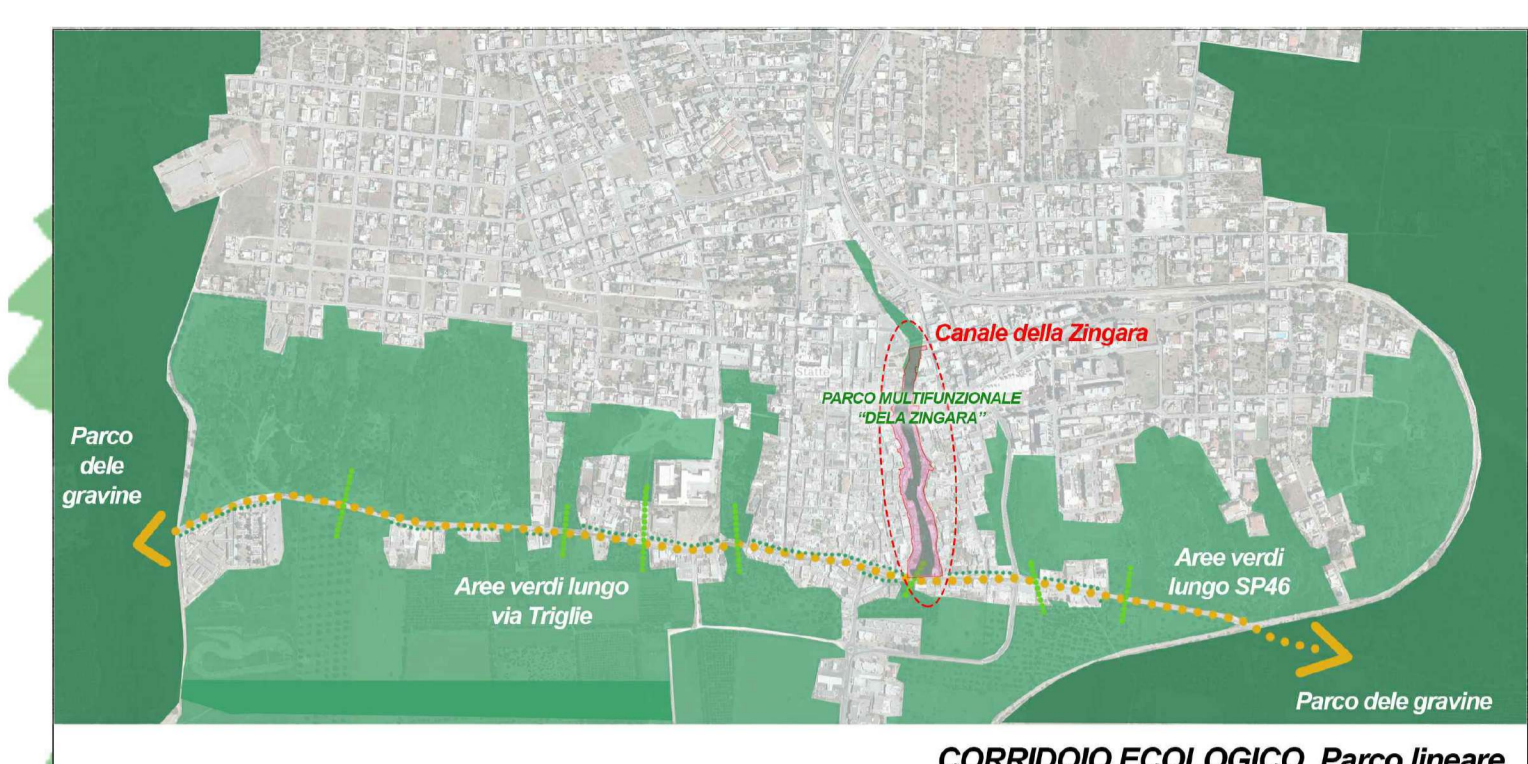 Canale della Zingara
Statte
PARCO MULTIFUNZIONALE
“DELA ZINGARA”
Parco
dele
gravine
Aree verdi lungo
via Triglie
Aree verdi
lungo SP46
Parco dele gravine
CORRIDOIO ECOLOGICO Parco lineare